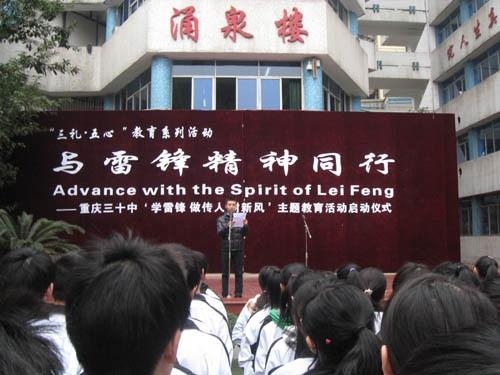 涌泉楼
“三礼·五心”教育系列活动
与雷锋精神同行
Advance with the Spirit of Lei Feng
——重庆三十中‘学雷锋 做传人 新风’主题教育活动启动仪式